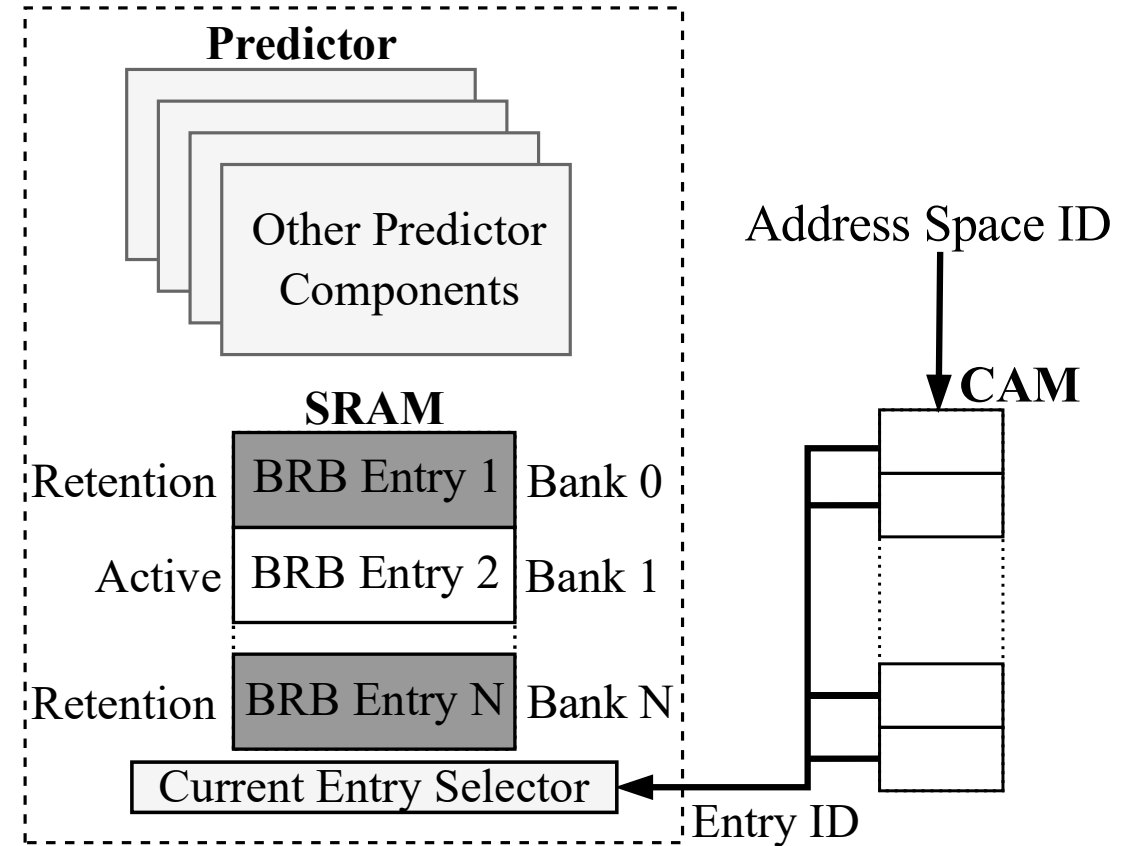 Predictor
Other Predictor
Components
Address Space ID
CAM
SRAM
Retention BRB Entry 1 Bank 0
Active BRB Entry 2 Bank 1
Retention BRB Entry N Bank N
Current Entry Selector
Entry ID